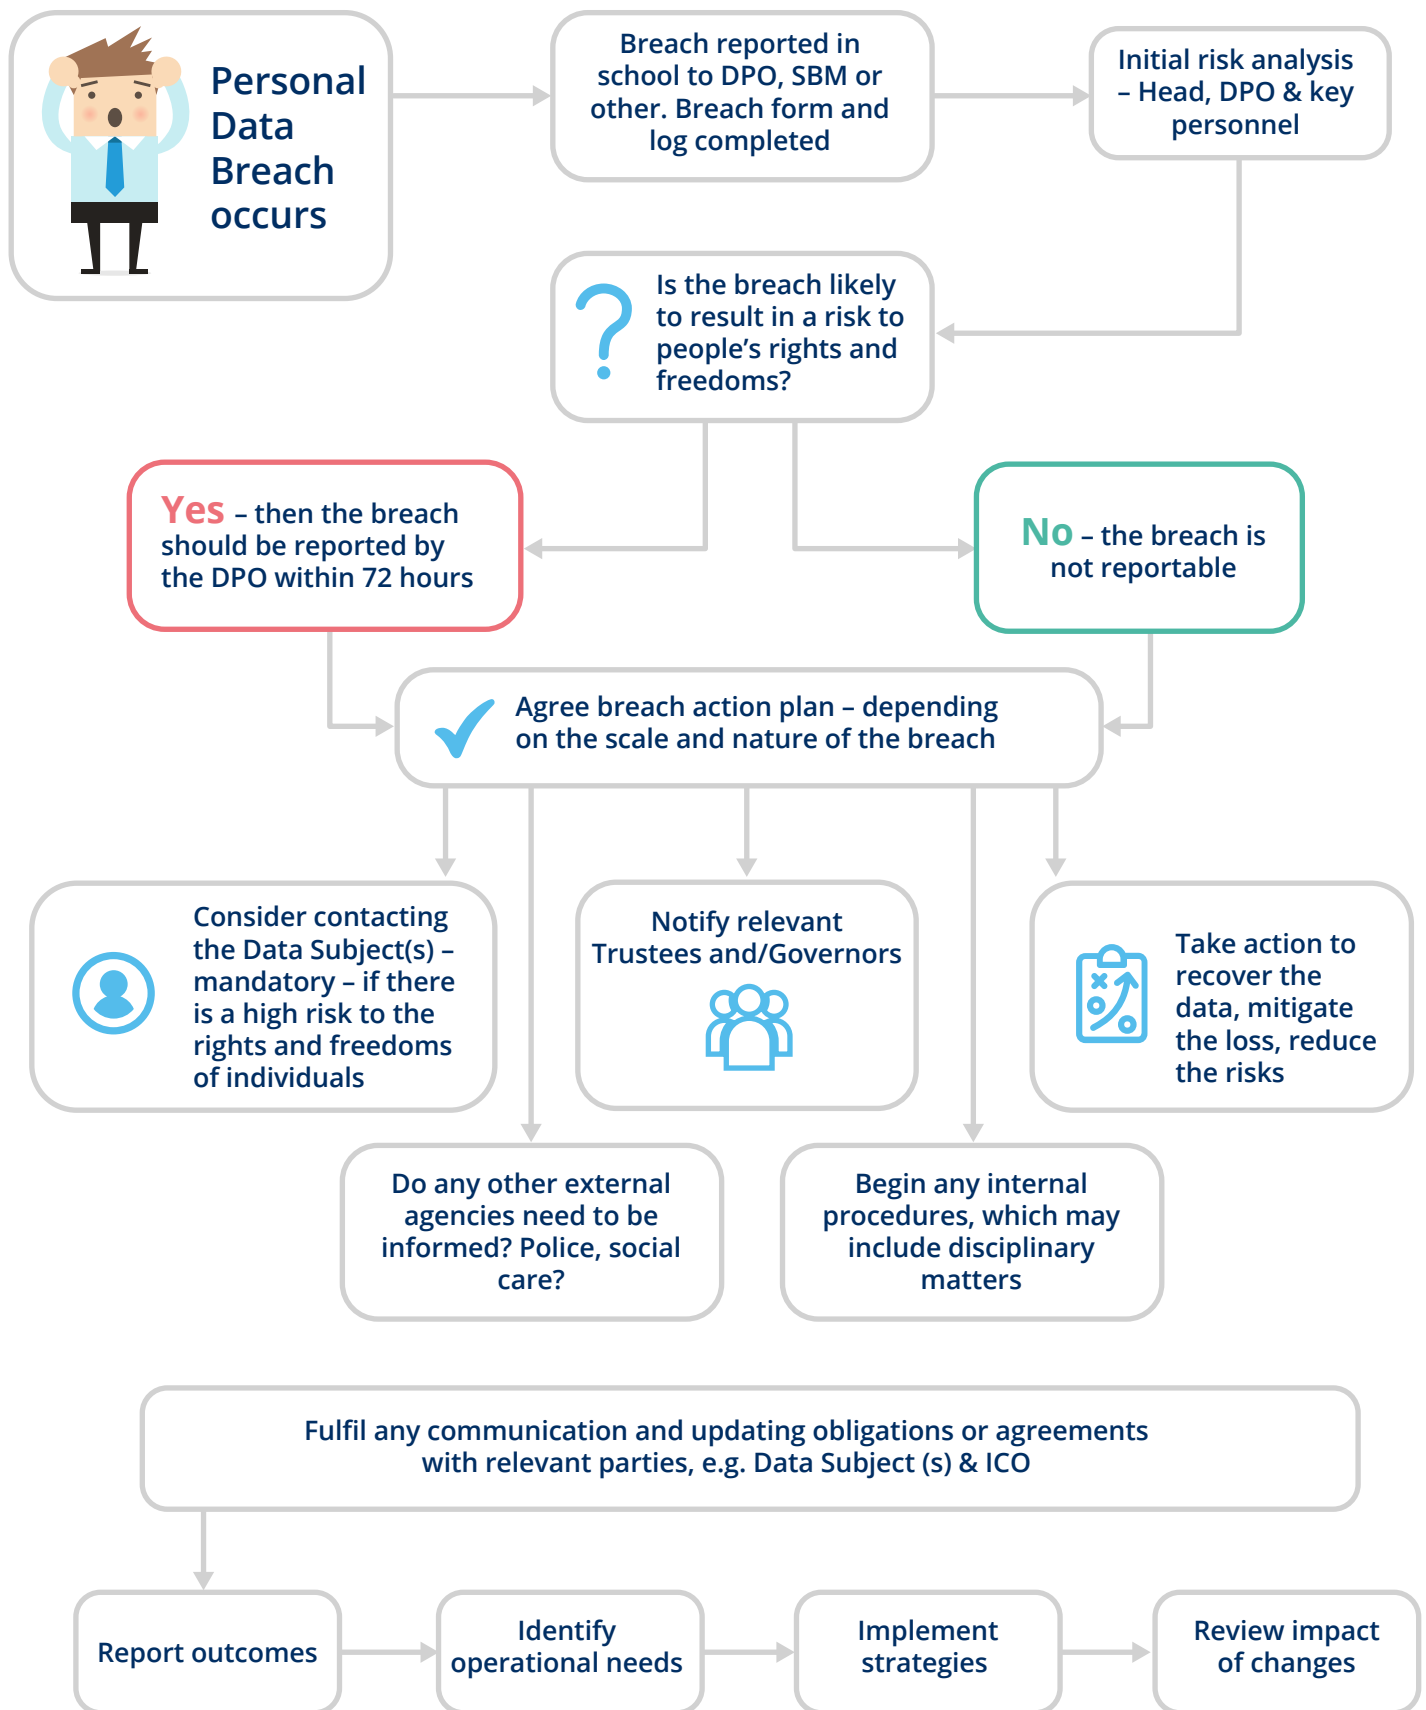 Personal
Data
Breach
occurs
Breach reported in
school to DPO, SBM or
other. Breach form and
log completed
Initial risk analysis
– Head, DPO & key
personnel
?
Is the breach likely
to result in a risk to
people’s rights and
freedoms?
Yes – then the breach
should be reported by
the DPO within 72 hours
No – the breach is
not reportable
Agree breach action plan – depending
on the scale and nature of the breach
Consider contacting
the Data Subject(s) –
mandatory – if there
is a high risk to the
rights and freedoms
of individuals
Notify relevant
Trustees and/Governors
Take action to
recover the
data, mitigate
the loss, reduce
the risks
Do any other external
agencies need to be
informed? Police, social
care?
Begin any internal
procedures, which may
include disciplinary
matters
Fulfil any communication and updating obligations or agreements
with relevant parties, e.g. Data Subject (s) & ICO
Report outcomes
Identify
operational needs
Implement
strategies
Review impact
of changes